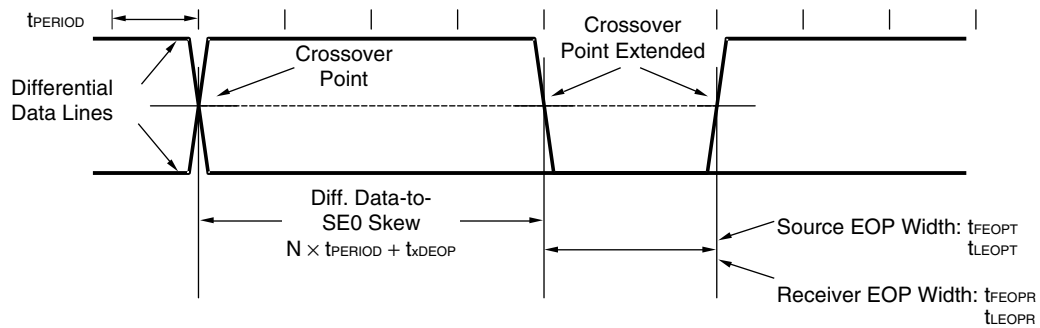 tPERIOD
Crossover
Point
Crossover
Point Extended
Differential
Data Lines
Diff. Data-to-
SE0 Skew
N × tPERIOD + txDEOP
Source EOP Width: tFEOPT
tLEOPT
Receiver EOP Width: tFEOPR
tLEOPR